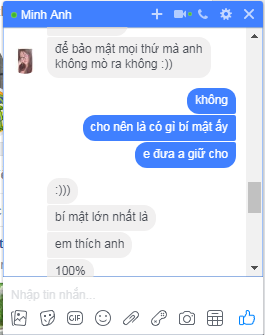 Minh Anh
để bảo mật mọi thứ mà anh
không mò ra không :))
không
cho nên là có gì bí mật ấy
e đưa a giữ cho
:)))
bí mật lớn nhất là
em thích anh
100%
Nhập tin nhắn...
GIF